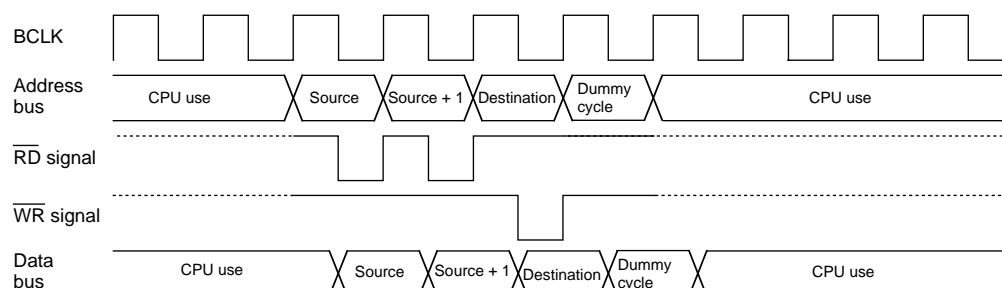 BCLK
Address
bus
CPU use
Source
Source + 1
Destination
Dummy
cycle
CPU use
RD signal
WR signal
Data
bus
CPU use
Source
Source + 1
Destination
Dummy
cycle
CPU use